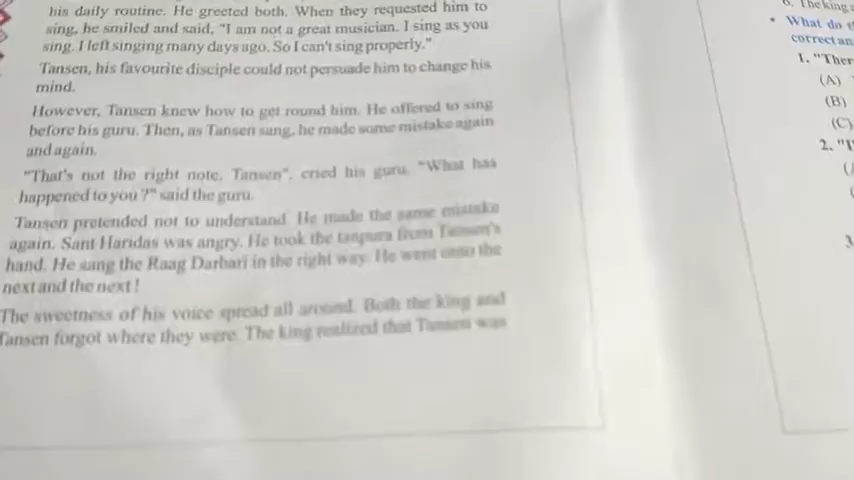 his daily routine. He greeted both. When they requested him to
sing, he smiled and said, "I am not a great musician. I sing as you
sing. I left singing many days ago. So I can't sing properly."
Tansen, his favourite disciple could not persuade him to change his
mind.
However, Tansen knew how to get round him. He offered to sing
before his guru. Then, as Tansen sang, he made some mistake again
and again.
"That's not the right note, Tansen", cried his guru. "What has
happened to you ?" said the guru.
Tansen pretended not to understand. He made the same mistake
again. Sant Haridas was angry. He took the tanpura from Tansen's
hand. He sang the Raag Darbari in the right way. He went onto the
next and the next !
The sweetness of his voice spread all around. Both the king and
Tansen forgot where they were. The king realized that Tansen was
6. The king
• What do
correct an
1. "Ther
(A)
(B)
(C)
2.
3